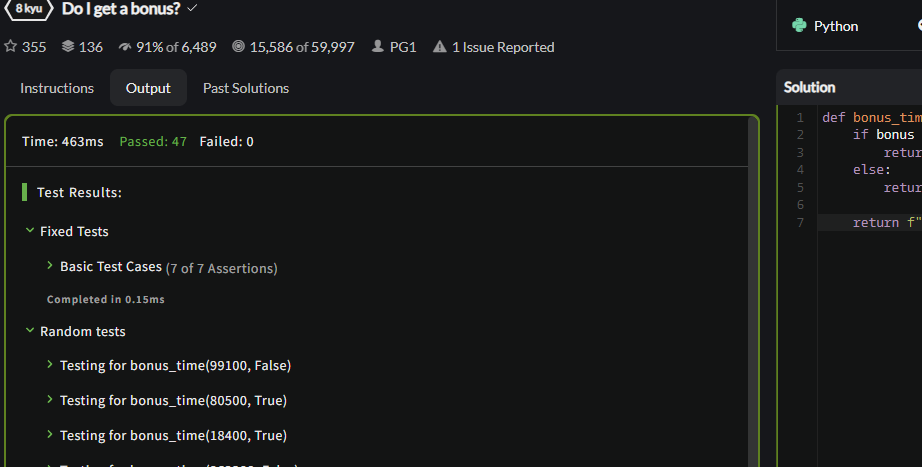 8 kyu Do I get a bonus?
355 136 91% of 6,489 15,586 of 59,997 PG1 1 Issue Reported
Instructions Output Past Solutions
Time: 463ms Passed: 47 Failed: 0
Test Results:
Fixed Tests
Basic Test Cases (7 of 7 Assertions)
Completed in 0.15ms
Random tests
Testing for bonus_time(99100, False)
Testing for bonus_time(80500, True)
Testing for bonus_time(18400, True)
Python
Solution
1 def bonus_tim
2 if bonus
3 retur
4 else:
5 retur
6
7 return f"